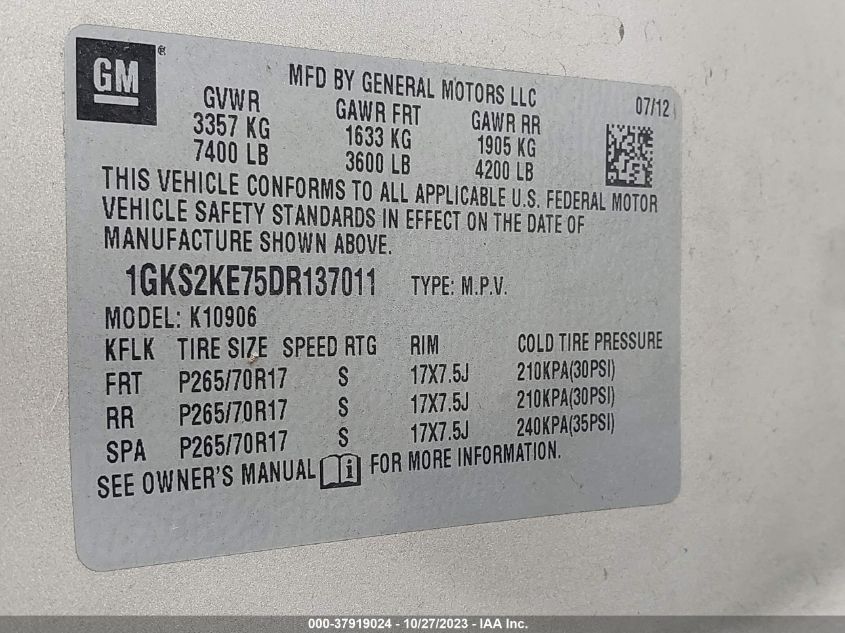 GM®
MFD BY GENERAL MOTORS LLC
07/12
GVWR GAWR FRT GAWR RR
3357 KG 1633 KG 1905 KG
7400 LB 3600 LB 4200 LB
THIS VEHICLE CONFORMS TO ALL APPLICABLE U.S. FEDERAL MOTOR
VEHICLE SAFETY STANDARDS IN EFFECT ON THE DATE OF
MANUFACTURE SHOWN ABOVE.
1GKS2KE75DR137011 TYPE: M.P.V.
MODEL: K10906
KFLK TIRE SIZE SPEED RTG RIM COLD TIRE PRESSURE
FRT P265/70R17 S 17X7.5J 210KPA(30PSI)
RR P265/70R17 S 17X7.5J 210KPA(30PSI)
SPA P265/70R17 S 17X7.5J 240KPA(35PSI)
SEE OWNER'S MANUAL i FOR MORE INFORMATION.
000-37919024 - 10/27/2023 - IAA Inc.